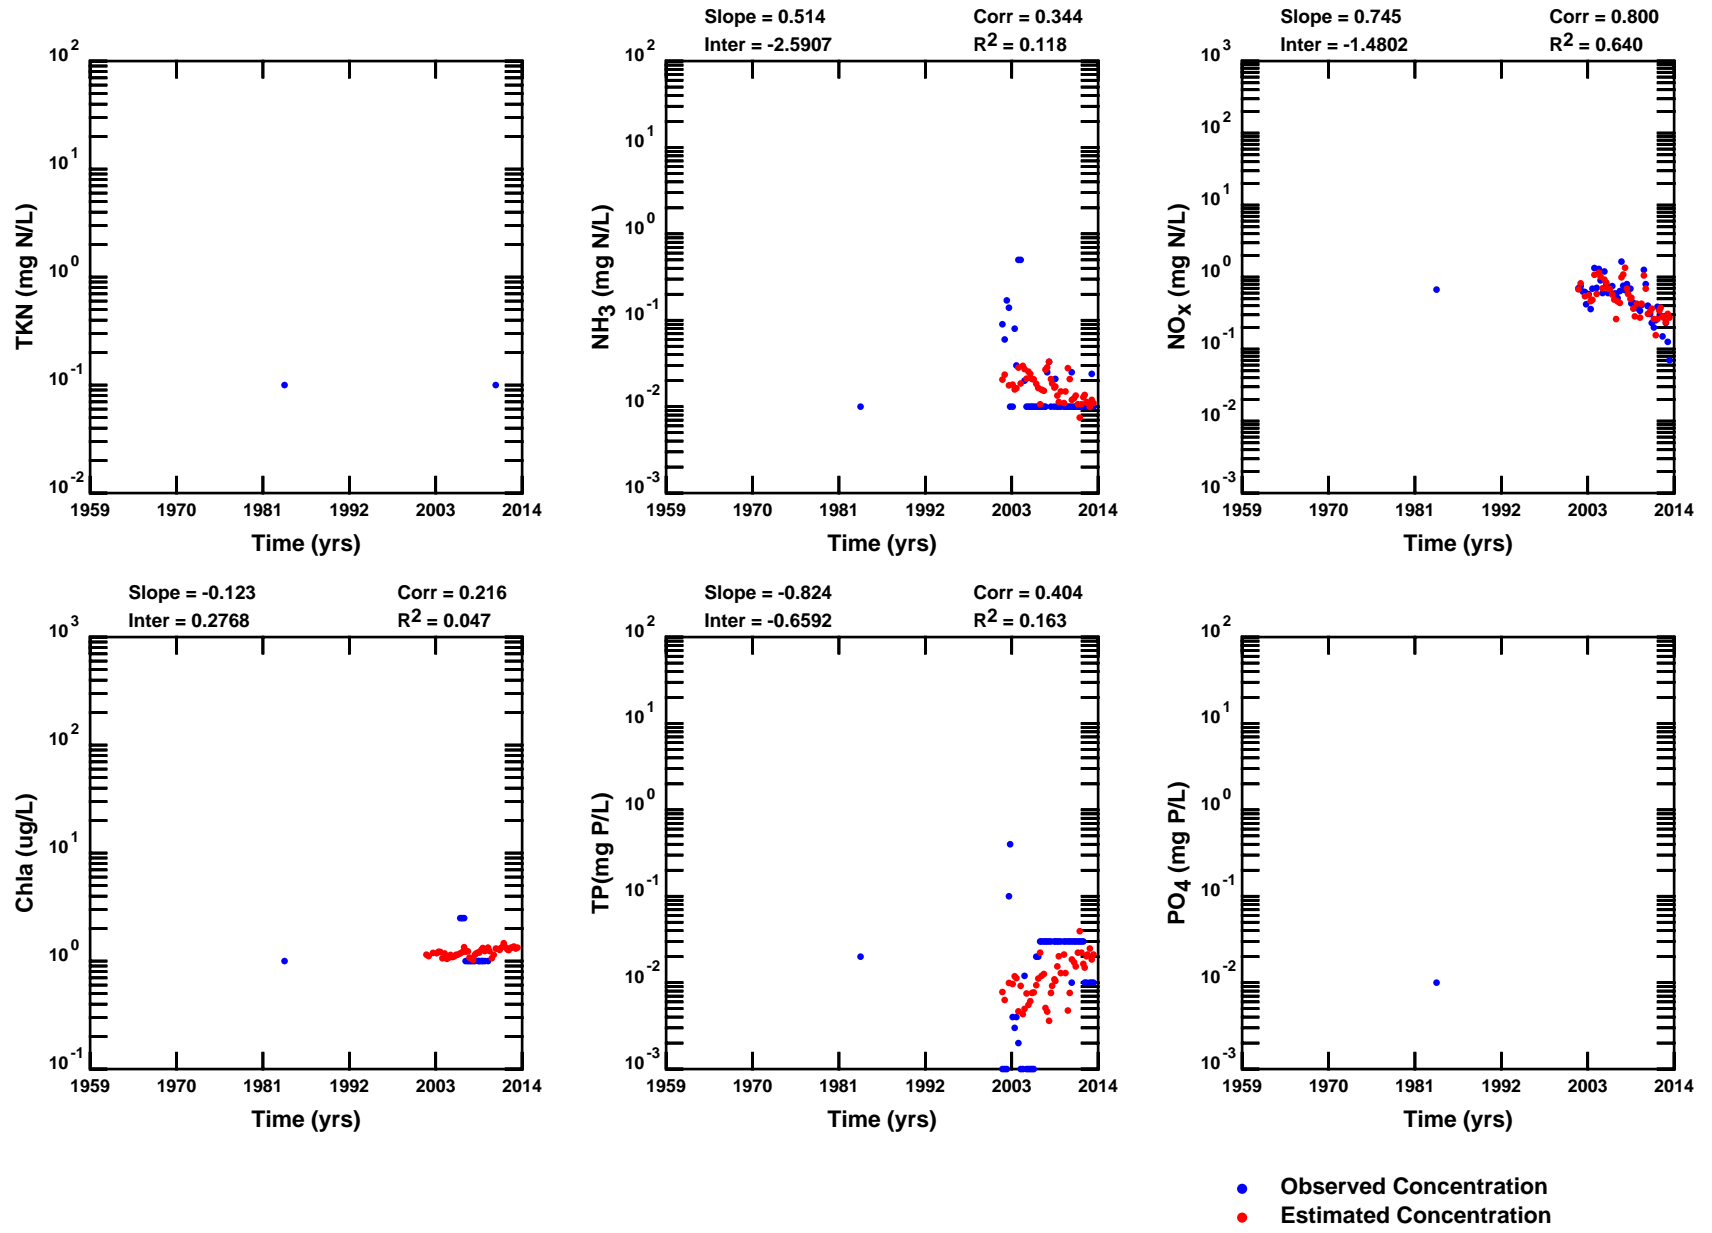 Slope = 0.514 Corr = 0.344
Inter = -2.5907 R2 = 0.118
Slope = 0.745 Corr = 0.800
Inter = -1.4802 R2 = 0.640
TKN (mg N/L)
10 2
10 1
10 0
10 -1
10 -2
1959 1970 1981 1992 2003 2014
Time (yrs)
NH3 (mg N/L)
10 2
10 1
10 0
10 -1
10 -2
10 -3
1959 1970 1981 1992 2003 2014
Time (yrs)
NOx (mg N/L)
10 3
10 2
10 1
10 0
10 -1
10 -2
10 -3
1959 1970 1981 1992 2003 2014
Time (yrs)
Slope = -0.123 Corr = 0.216
Inter = 0.2768 R2 = 0.047
Chla (ug/L)
10 3
10 2
10 1
10 0
10 -1
1959 1970 1981 1992 2003 2014
Time (yrs)
Slope = -0.824 Corr = 0.404
Inter = -0.6592 R2 = 0.163
TP(mg P/L)
10 2
10 1
10 0
10 -1
10 -2
10 -3
1959 1970 1981 1992 2003 2014
Time (yrs)
PO4 (mg P/L)
10 2
10 1
10 0
10 -1
10 -2
10 -3
1959 1970 1981 1992 2003 2014
Time (yrs)
Observed Concentration
Estimated Concentration